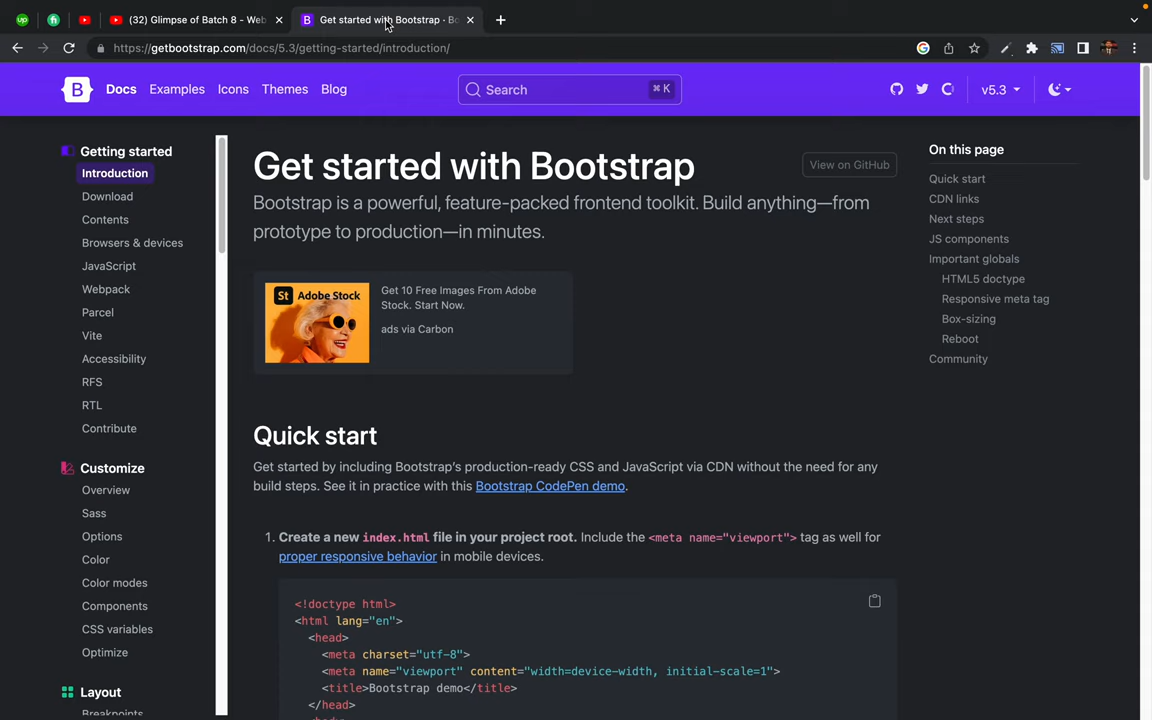 (32) Glimpse of Batch 8 - Web
Get started with Bootstrap · Bo
https://getbootstrap.com/docs/5.3/getting-started/introduction/
Docs
Examples
Icons
Themes
Blog
Search
⌘ K
v5.3
Getting started
Introduction
Download
Contents
Browsers & devices
JavaScript
Webpack
Parcel
Vite
Accessibility
RFS
RTL
Contribute
Customize
Overview
Sass
Options
Color
Color modes
Components
CSS variables
Optimize
Layout
Breakpoints
Get started with Bootstrap
View on GitHub
Bootstrap is a powerful, feature-packed frontend toolkit. Build anything—from
prototype to production—in minutes.
St Adobe Stock
Get 10 Free Images From Adobe
Stock. Start Now.
ads via Carbon
Quick start
Get started by including Bootstrap’s production-ready CSS and JavaScript via CDN without the need for any
build steps. See it in practice with this Bootstrap CodePen demo.
1. Create a new index.html file in your project root. Include the <meta name="viewport"> tag as well for
proper responsive behavior in mobile devices.
<!doctype html>
<html lang="en">
<head>
<meta charset="utf-8">
<meta name="viewport" content="width=device-width, initial-scale=1">
<title>Bootstrap demo</title>
</head>
On this page
Quick start
CDN links
Next steps
JS components
Important globals
HTML5 doctype
Responsive meta tag
Box-sizing
Reboot
Community